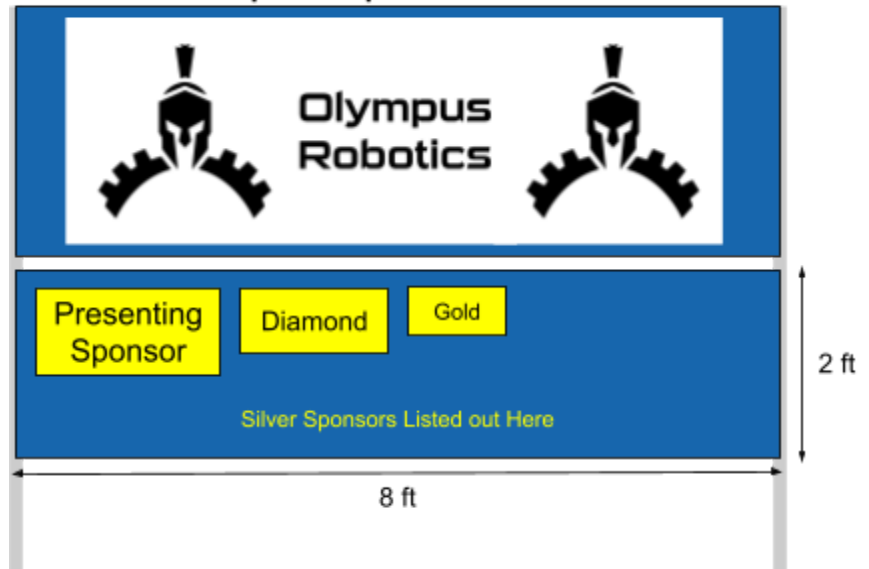 Olympus
Robotics
Presenting
Sponsor
Diamond
Gold
Silver Sponsors Listed out Here
2 ft
8 ft